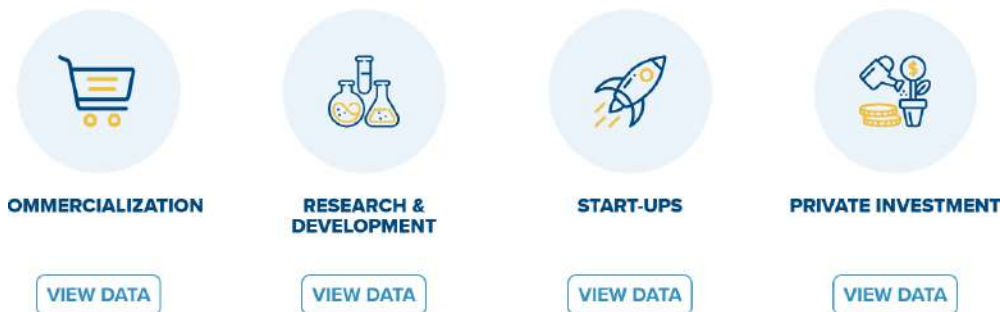 OMMERCIALIZATION
RESEARCH &
DEVELOPMENT
START-UPS
PRIVATE INVESTMENT
VIEW DATA
VIEW DATA
VIEW DATA
VIEW DATA